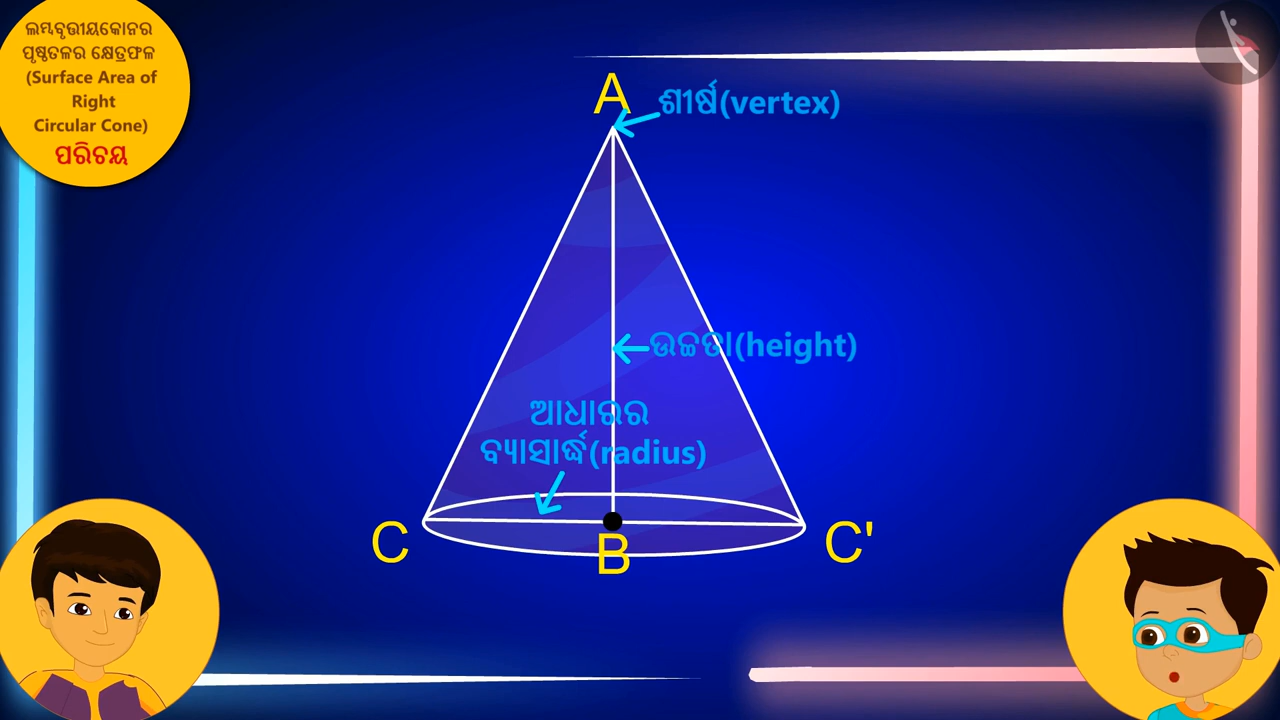 ଲମ୍ବବୃତ୍ତୀୟକୋନର
ପୃଷ୍ଠତଳର କ୍ଷେତ୍ରଫଳ
(Surface Area of
Right
Circular Cone)
ପରିଚୟ
A
ଶୀର୍ଷ(vertex)
ଉଚ୍ଚତା(height)
ଆଧାରର
ବ୍ୟାସାର୍ଦ୍ଧ(radius)
C
B
C'